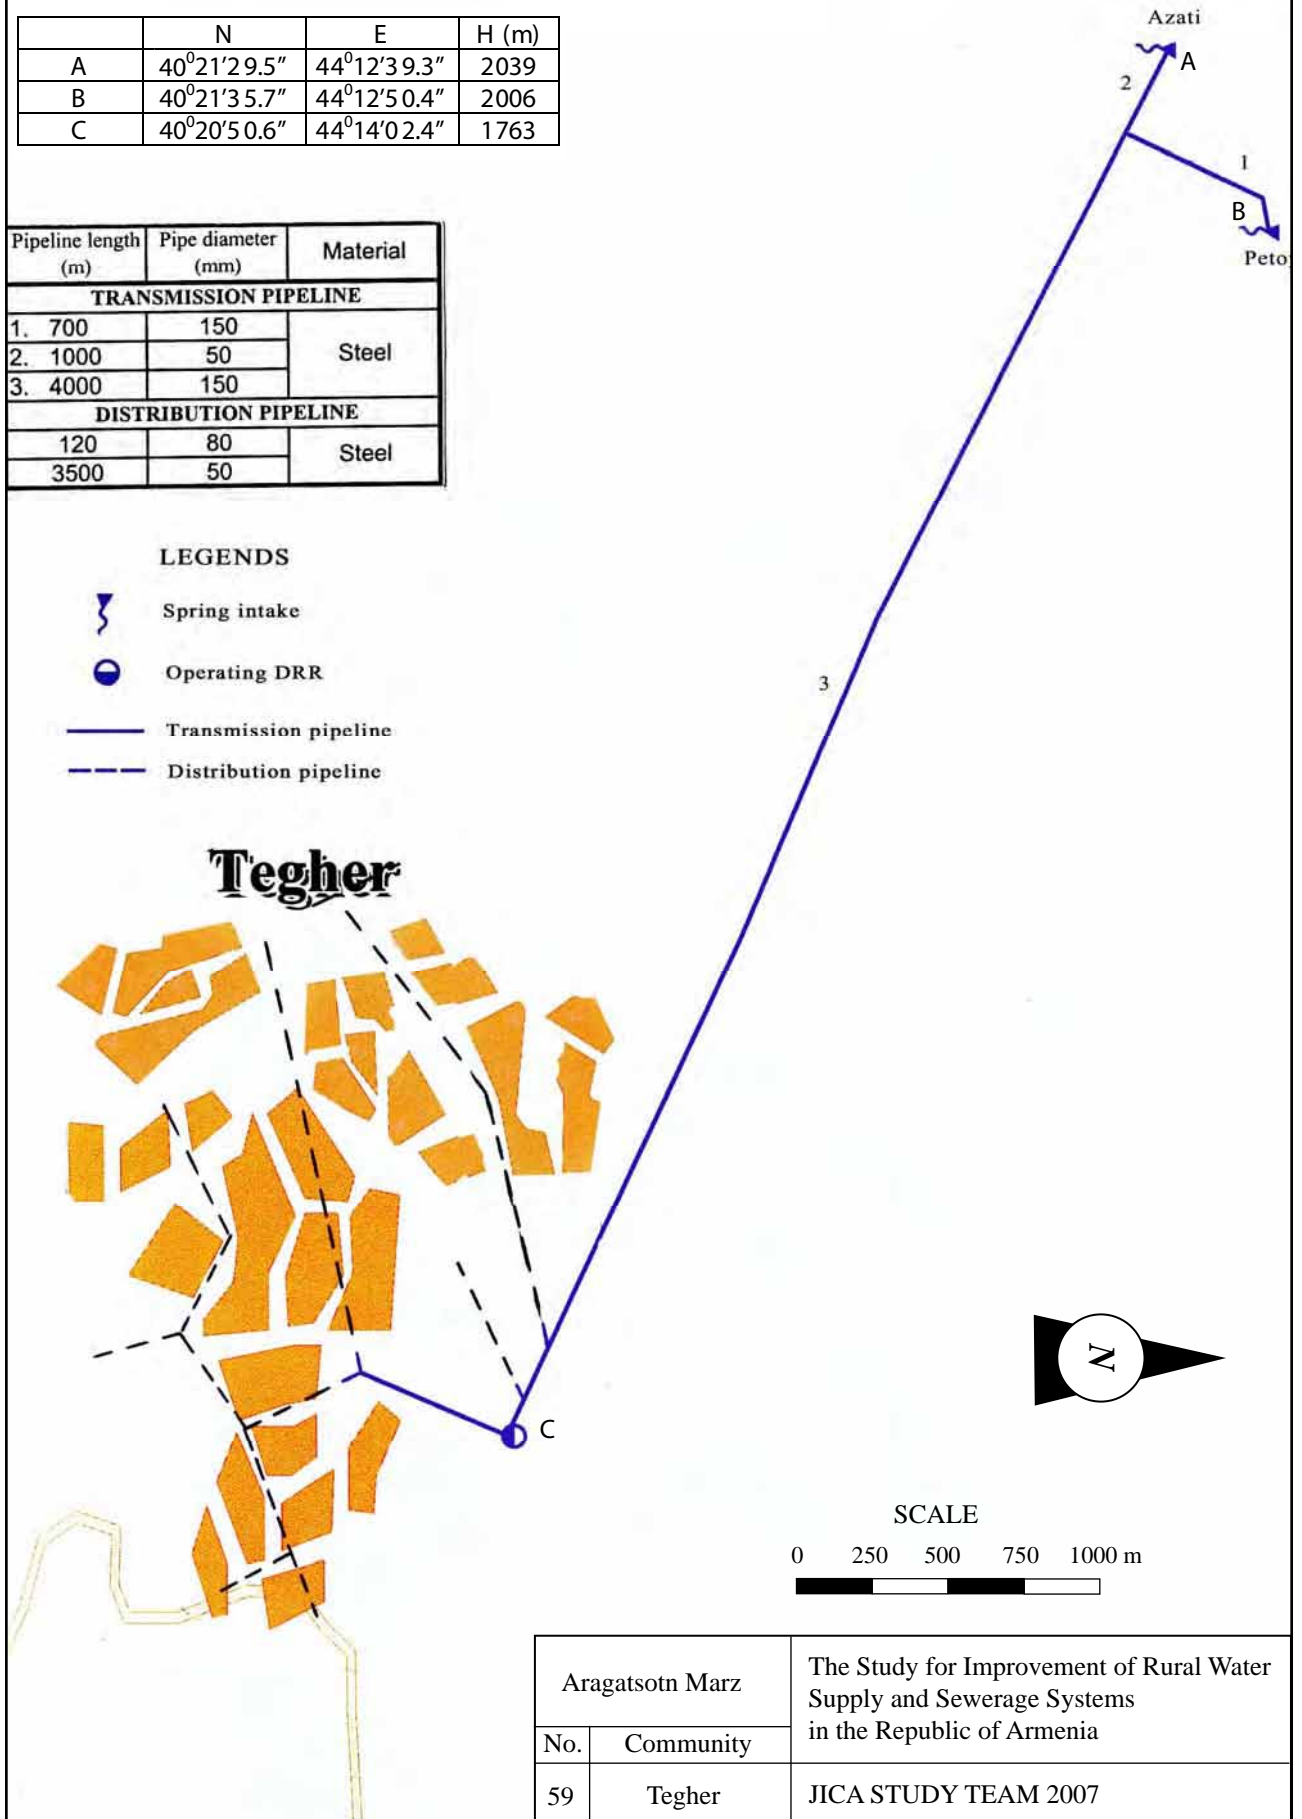 N E H (m)
A 40⁰21′29.5″ 44⁰12′39.3″ 2039
B 40⁰21′35.7″ 44⁰12′50.4″ 2006
C 40⁰20′50.6″ 44⁰14′02.4″ 1763
Azati
A
2
1
B
Peto
Pipeline length (m) Pipe diameter (mm) Material
TRANSMISSION PIPELINE
1. 700 150 Steel
2. 1000 50
3. 4000 150
DISTRIBUTION PIPELINE
120 80 Steel
3500 50
LEGENDS
Spring intake
Operating DRR
Transmission pipeline
Distribution pipeline
3
Tegher
N
C
SCALE
0 250 500 750 1000 m
Aragatsotn Marz
The Study for Improvement of Rural Water
Supply and Sewerage Systems
in the Republic of Armenia
No. Community
59 Tegher
JICA STUDY TEAM 2007